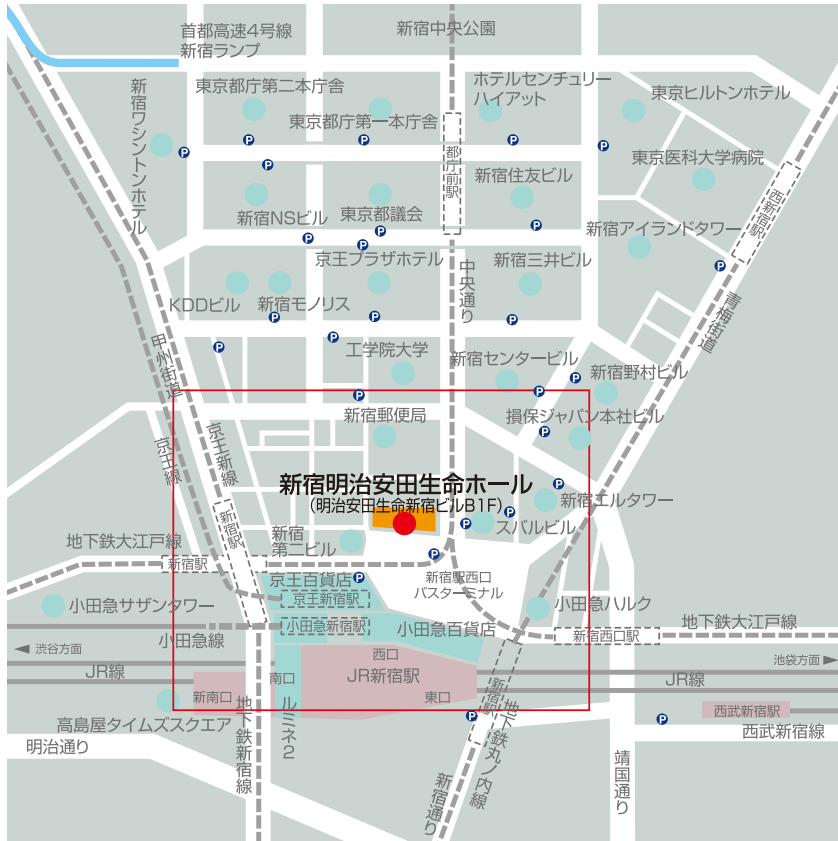 首都高速4号線
新宿ランプ
新宿中央公園
新宿ワシントンホテル
東京都庁第二本庁舎
東京都庁第一本庁舎
ホテルセンチュリー
ハイアット
東京ヒルトンホテル
P
P
P
P
P
P
都庁前駅
東京医科大学病院
新宿住友ビル
西新宿駅
新宿NSビル
東京都議会
新宿アイランドタワー
P
P
P
P
京王プラザホテル
中央通り
新宿三井ビル
P
KDDビル
新宿モノリス
青梅街道
P
P
P
甲州街道
P
P
工学院大学
新宿センタービル
新宿野村ビル
P
P
P
新宿郵便局
損保ジャパン本社ビル
P
京王線
京王新線
新宿明治安田生命ホール
(明治安田生命新宿ビルB1F)
P
新宿エルタワー
新宿駅
P
P
スバルビル
新宿
第二ビル
地下鉄大江戸線
新宿駅
P
新宿駅西口
バスターミナル
京王百貨店
P
京王新宿駅
小田急サザンタワー
小田急ハルク
小田急新宿駅
小田急百貨店
地下鉄大江戸線
新宿西口駅
小田急線
渋谷方面
西口
池袋方面
JR線
南口
JR新宿駅
JR線
新宿駅
新南口
東口
高島屋タイムズスクエア
地下鉄新宿線
ルミネ2
地下鉄丸ノ内線
P
P
西武新宿駅
西武新宿線
明治通り
新宿通り
靖国通り